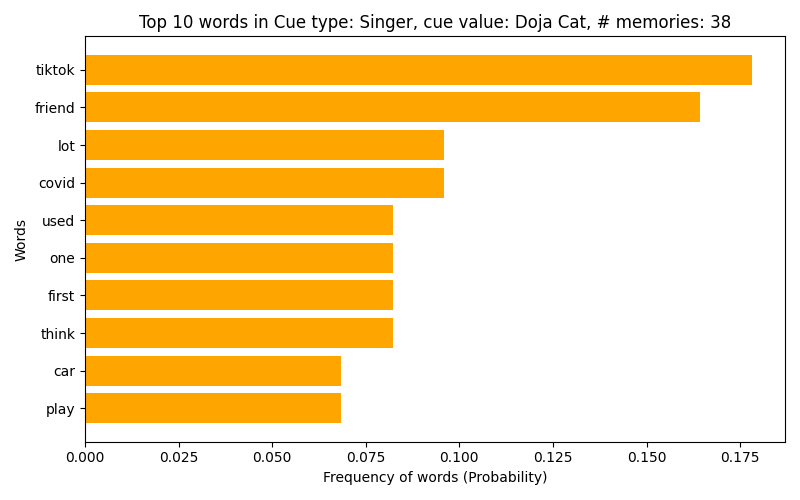 Top 10 words in Cue type: Singer, cue value: Doja Cat, # memories: 38
tiktok
friend
lot
covid
used
one
first
think
car
play
Words
0.000 0.025 0.050 0.075 0.100 0.125 0.150 0.175
Frequency of words (Probability)